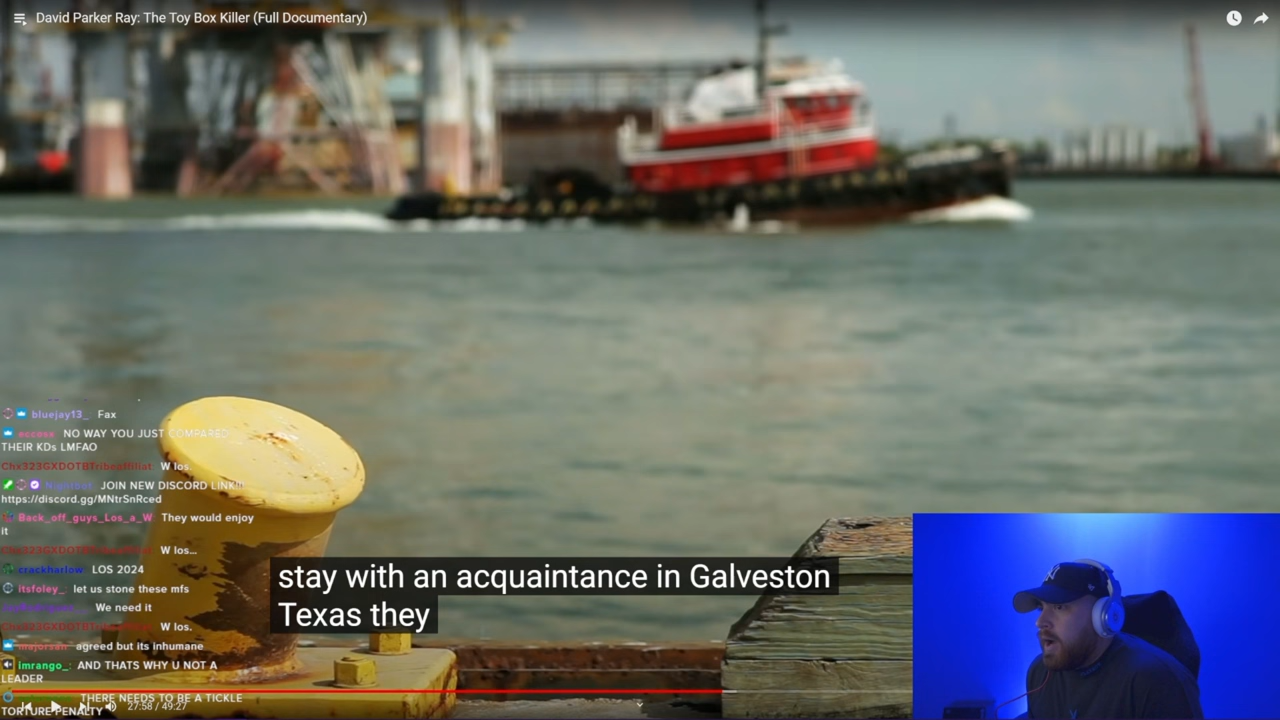 David Parker Ray: The Toy Box Killer (Full Documentary)
bluejay13_ Fax
NO WAY YOU JUST COMPARED
THEIR KDs LMFAO
W los.
Nightbot JOIN NEW DISCORD LINK!!!
https://discord.gg/MNtrSnRced
Back_off_guys_Los_a_W They would enjoy
it
W los...
crackharlow: LOS 2024
itsfoley_: let us stone these mfs
We need it
W los.
agreed but its inhumane
imrango_: AND THATS WHY U NOT A
LEADER
THERE NEEDS TO BE A TICKLE
TORTURE PENALTY
27:58 / 49:27
stay with an acquaintance in Galveston
Texas they